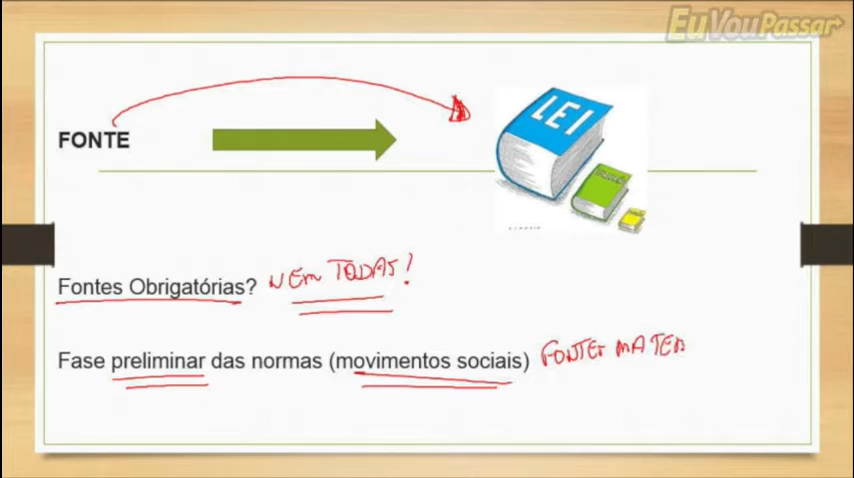 EuVouPassar
FONTE
LEI
Fontes Obrigatórias? NEM TODAS!
Fase preliminar das normas (movimentos sociais) FONTES MATER